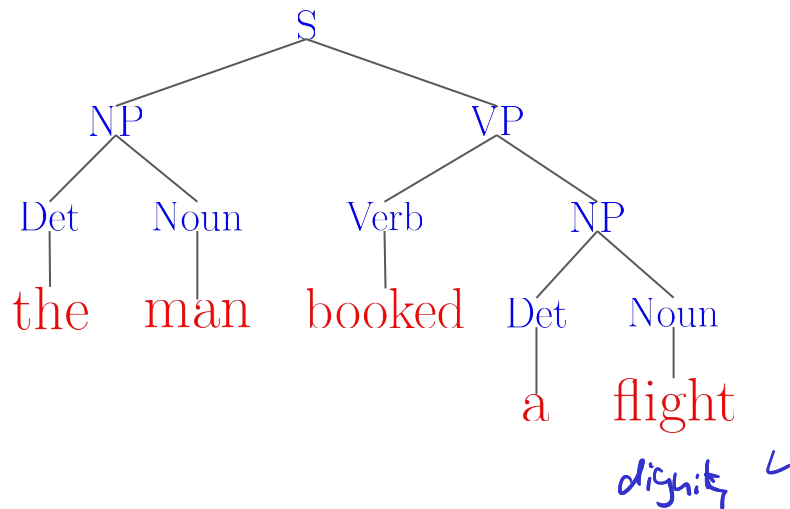 S
NP VP
Det Noun Verb NP
the man booked Det Noun
a flight
dignity